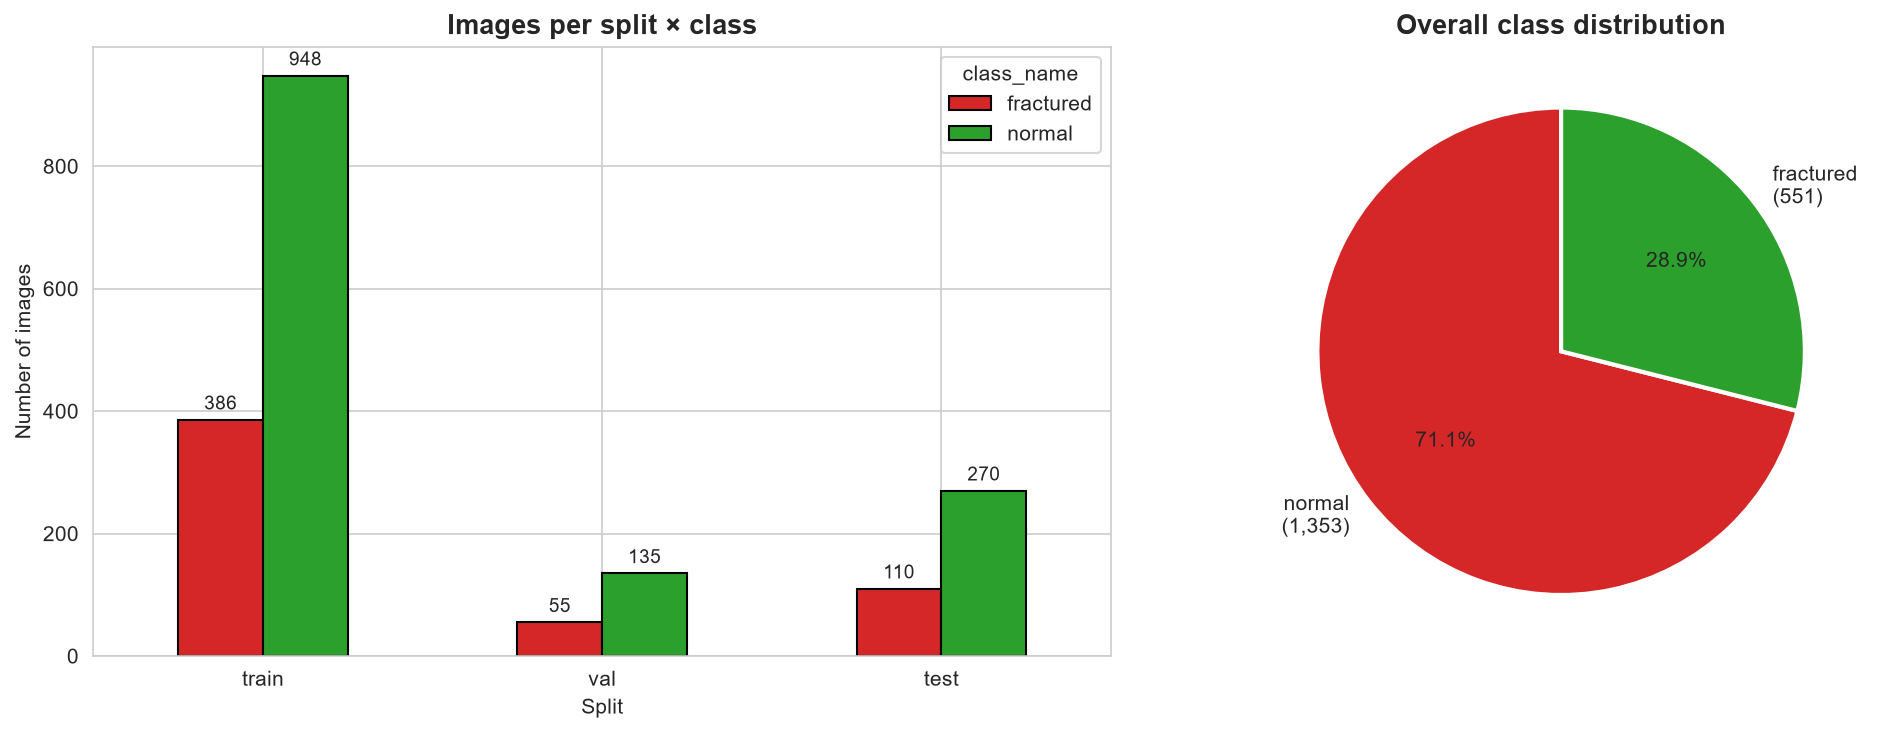 Images per split × class
948
386
55
135
110
270
class_name
fractured
normal
800
600
400
200
0
Number of images
train
val
test
Split
Overall class distribution
fractured
(551)
28.9%
71.1%
normal
(1,353)